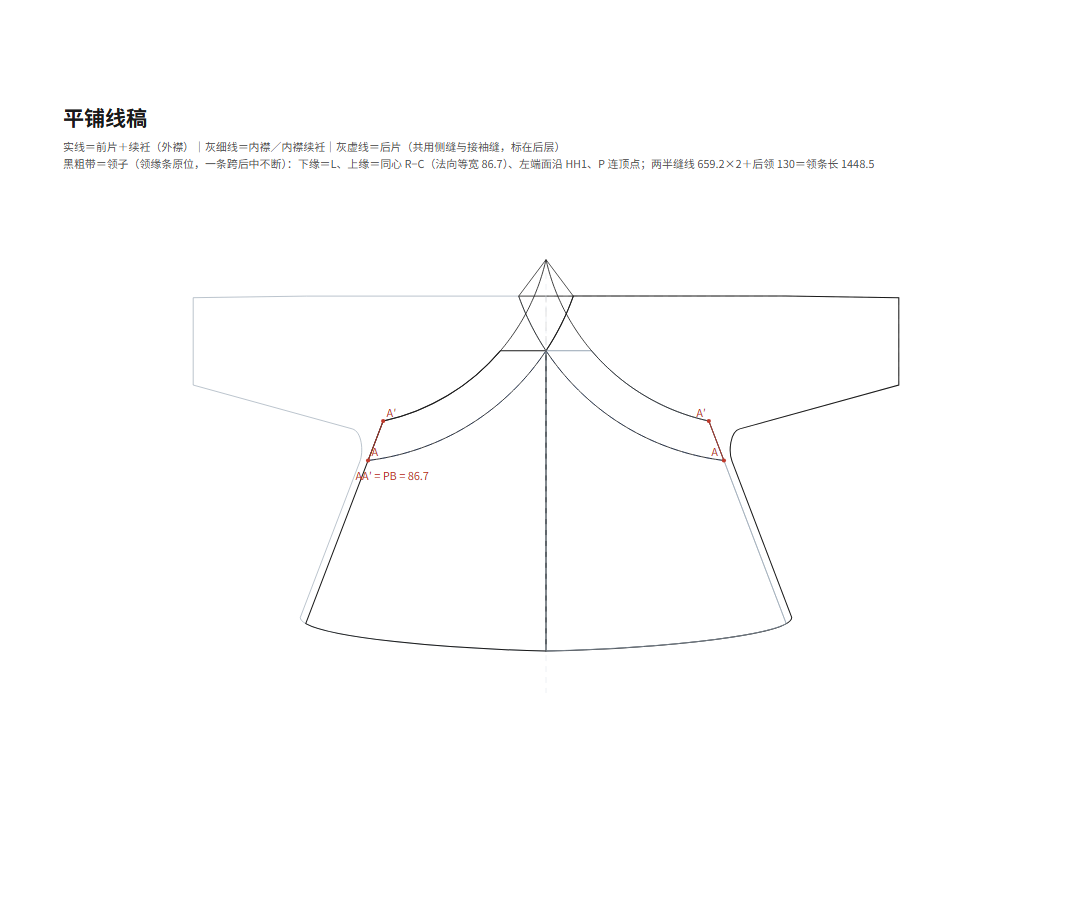 平铺线稿
实线＝前片＋续衽（外襟）｜灰细线＝内襟／内襟续衽｜灰虚线＝后片（共用侧缝与接袖缝，标在后层）
黑粗带＝领子（领缘条原位，一条跨后中不断）：下缘＝L、上缘＝同心 R−C（法向等宽 86.7）、左端面沿 HH1、P 连顶点；两半缝线 659.2×2＋后领 130＝领条长 1448.5
A′
A′
A
A
AA′ = PB = 86.7